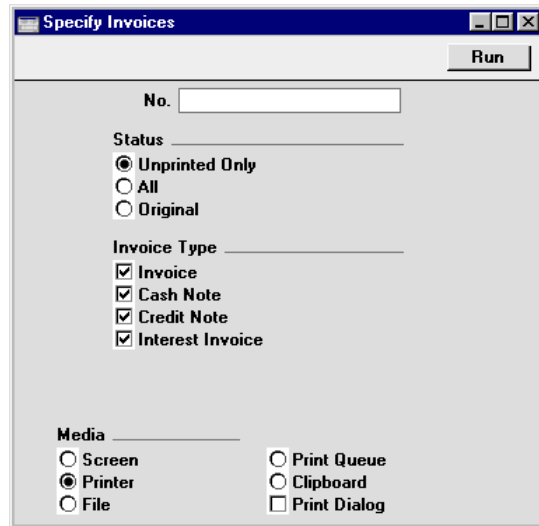 Specify Invoices
Run
No.
Status
Unprinted Only
All
Original
Invoice Type
Invoice
Cash Note
Credit Note
Interest Invoice
Media
Screen
Print Queue
Printer
Clipboard
File
Print Dialog